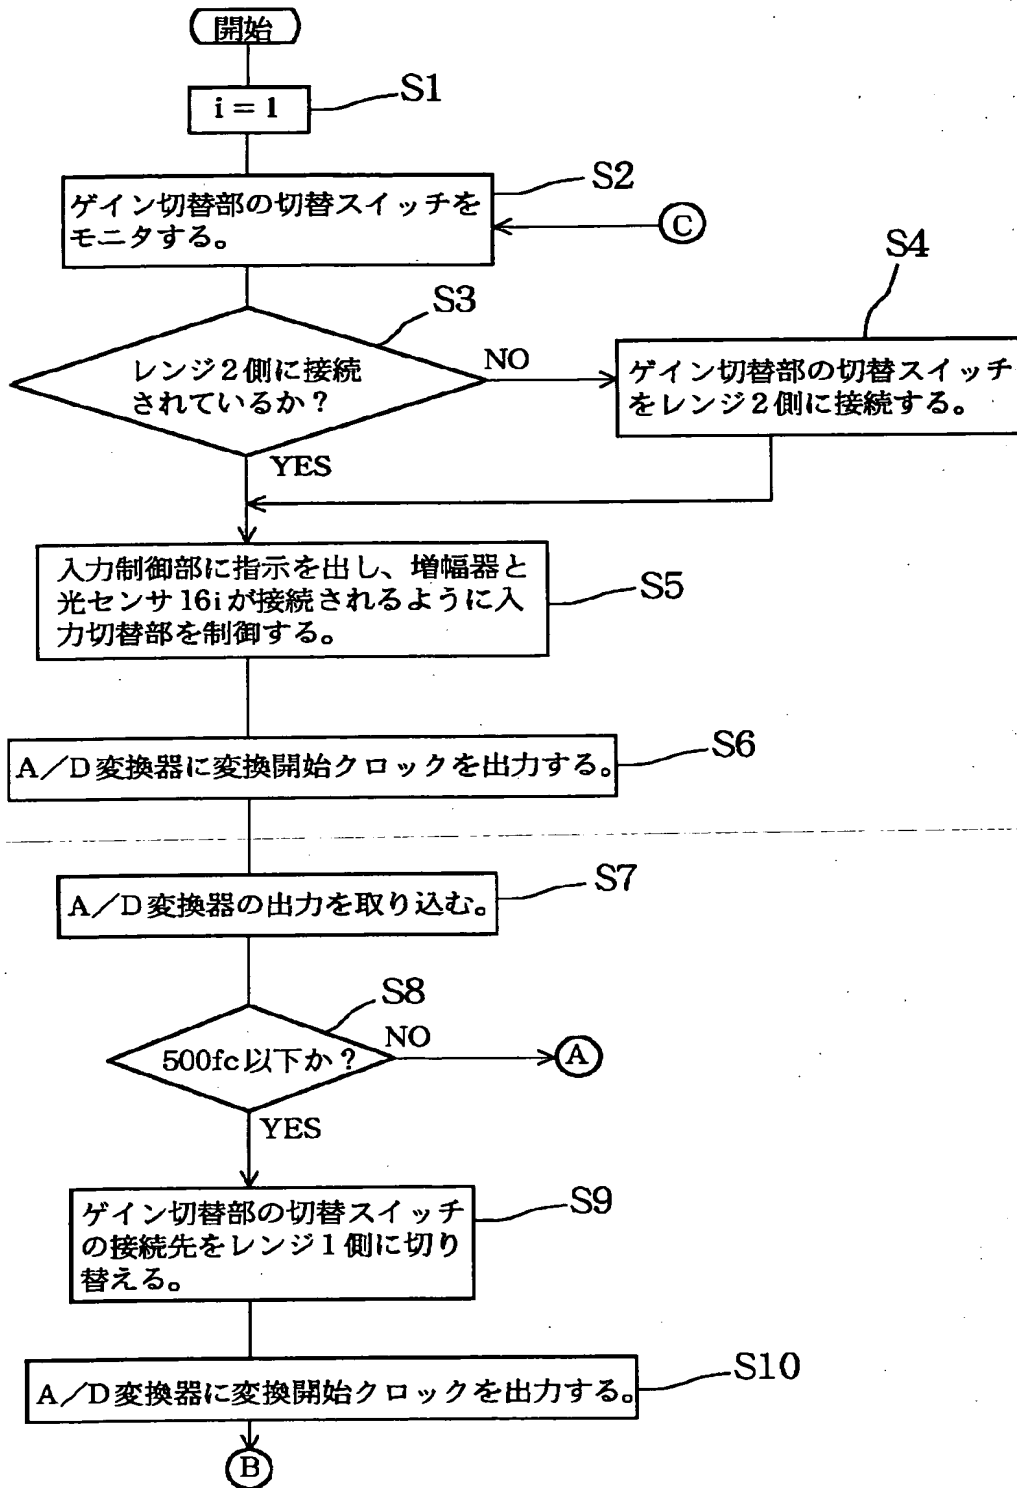 開始
S1
i = 1
S2
ゲイン切替部の切替スイッチを
モニタする。
C
S3
レンジ2側に接続
されているか?
NO
YES
S4
ゲイン切替部の切替スイッチ
をレンジ2側に接続する。
入力制御部に指示を出し、増幅器と
光センサ16iが接続されるように入
力切替部を制御する。
S5
A/D変換器に変換開始クロックを出力する。
S6
A/D変換器の出力を取り込む。
S7
S8
500fc以下か?
NO
A
YES
ゲイン切替部の切替スイッチ
の接続先をレンジ1側に切り
替える。
S9
A/D変換器に変換開始クロックを出力する。
S10
B